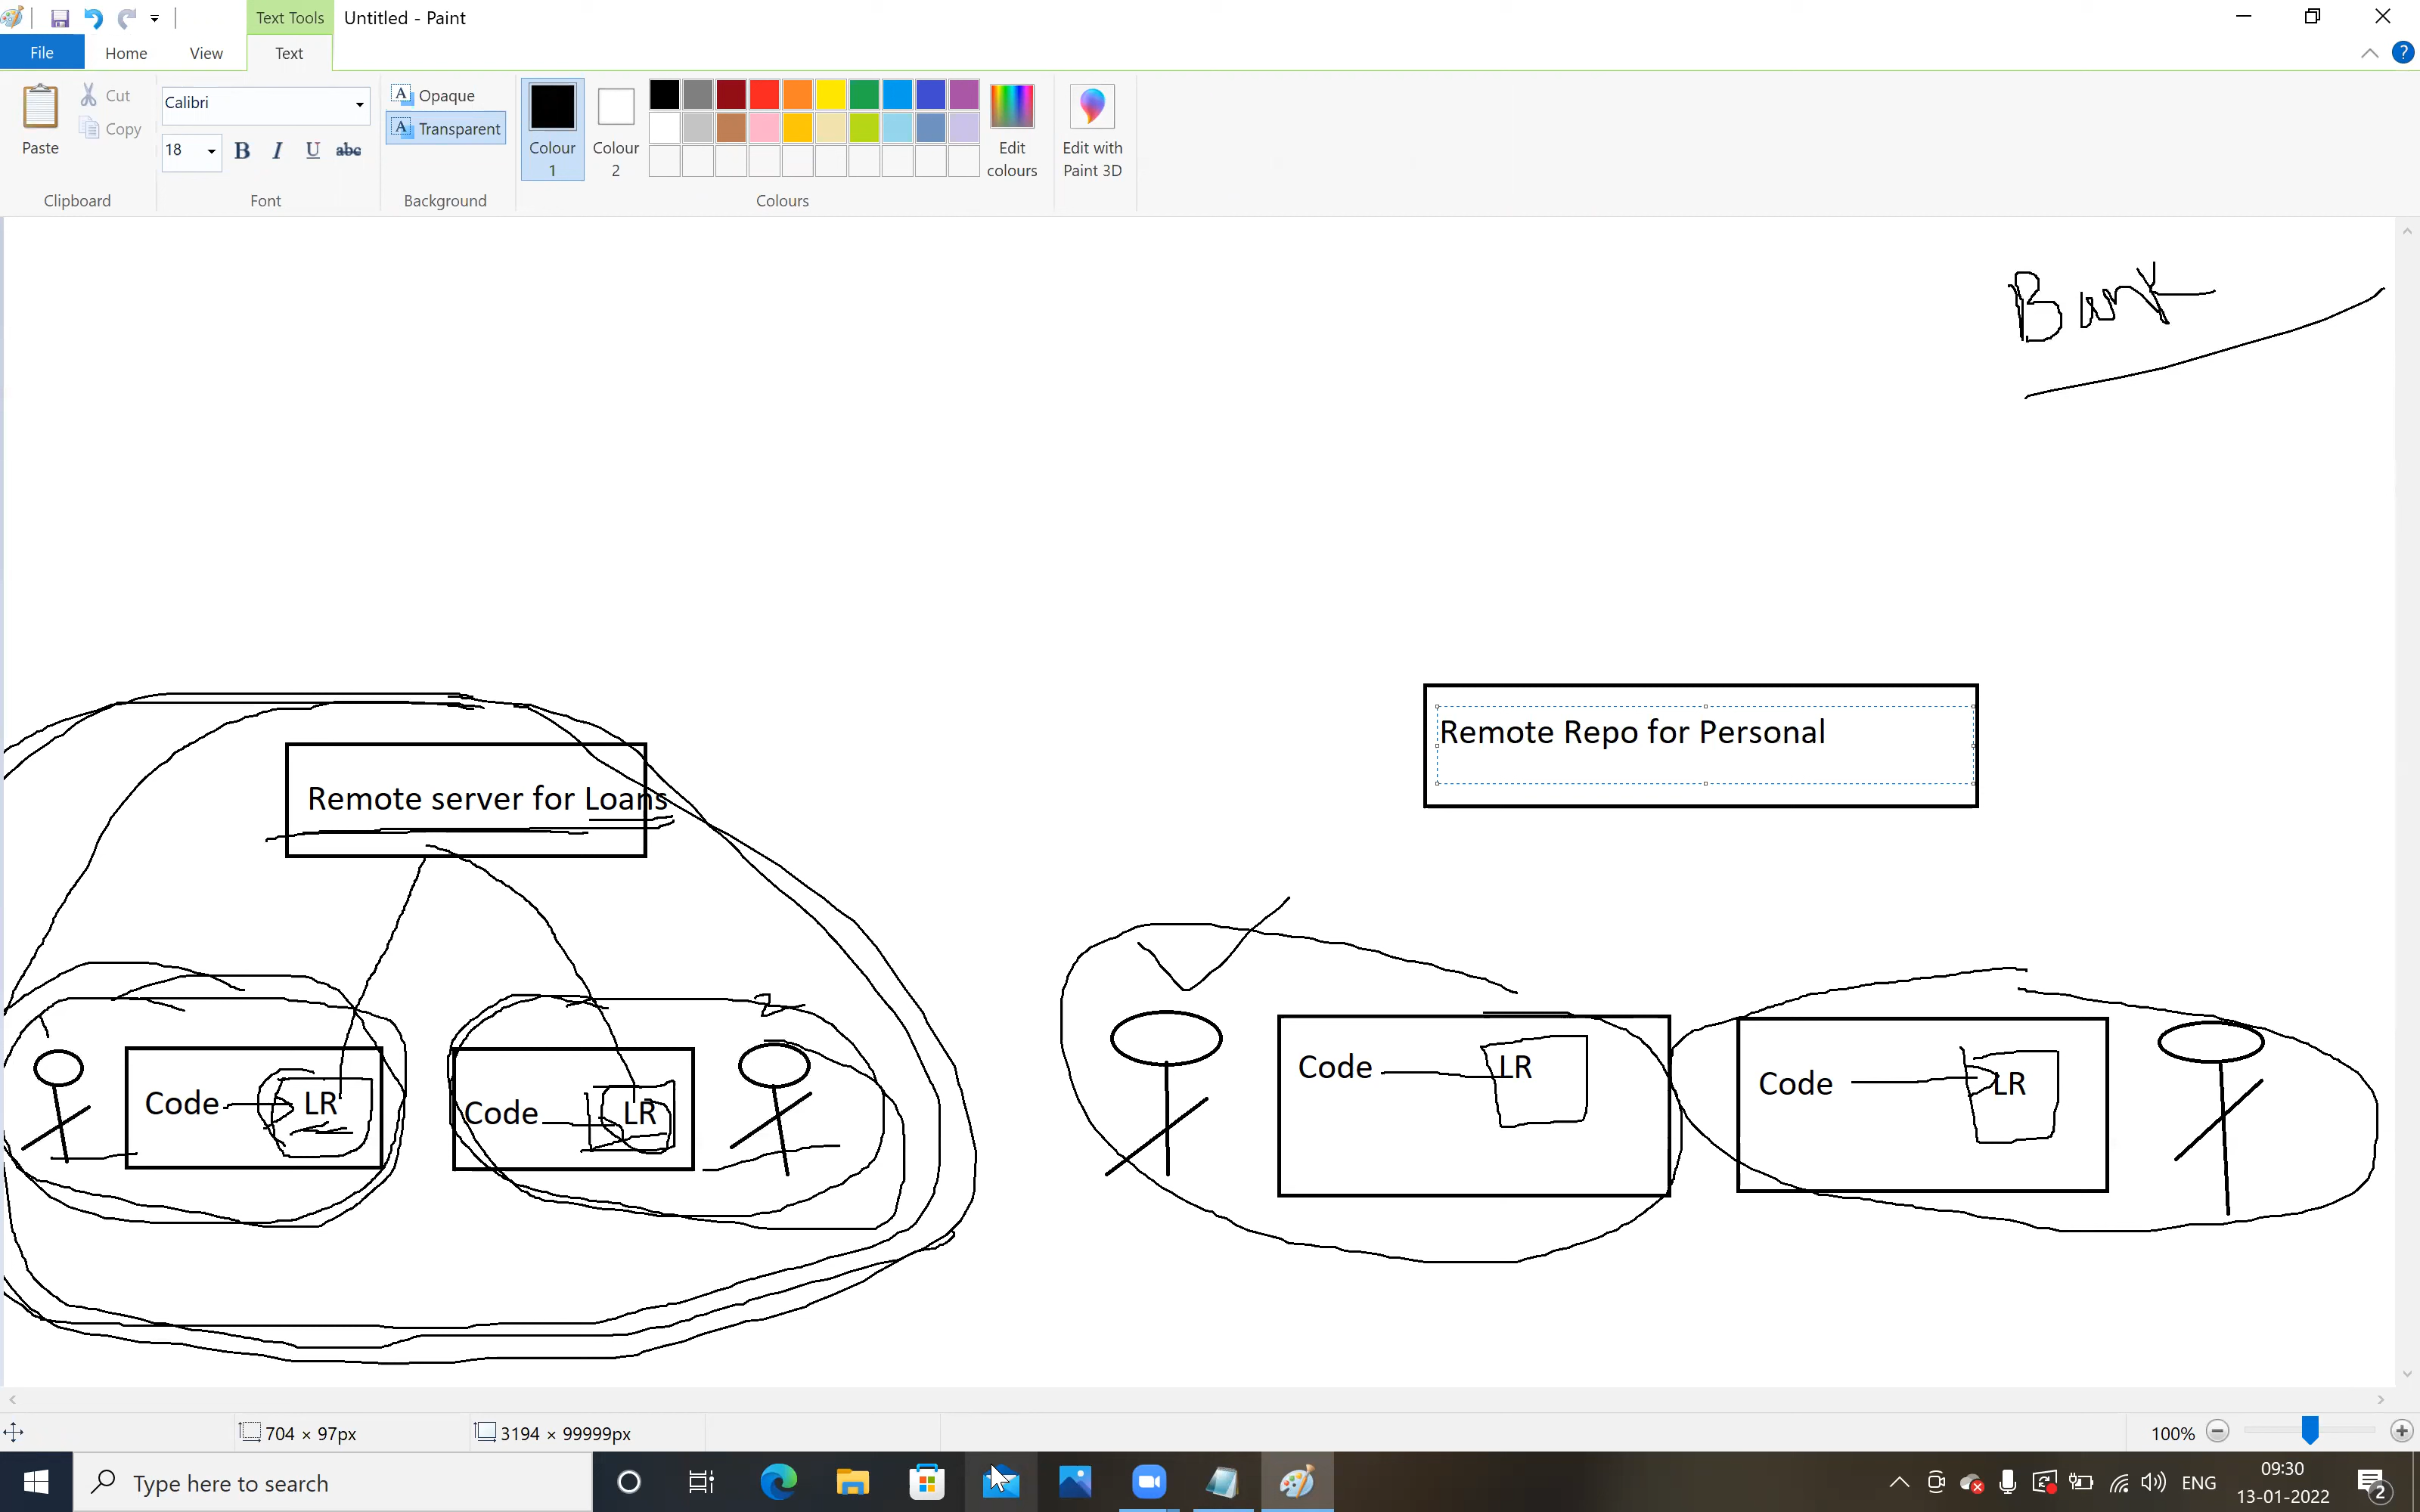 Text Tools
Untitled - Paint
File
Home
View
Text
Paste
Cut
Copy
Clipboard
Calibri
18
B I U abc
Font
Opaque
Transparent
Background
Colour 1
Colour 2
Colours
Edit colours
Edit with Paint 3D
Bank
Remote Repo for Personal
Remote server for Loans
Code LR
Code LR
Code LR
Code LR
704 × 97px
3194 × 99999px
100%
Type here to search
ENG
09:30
13-01-2022
2